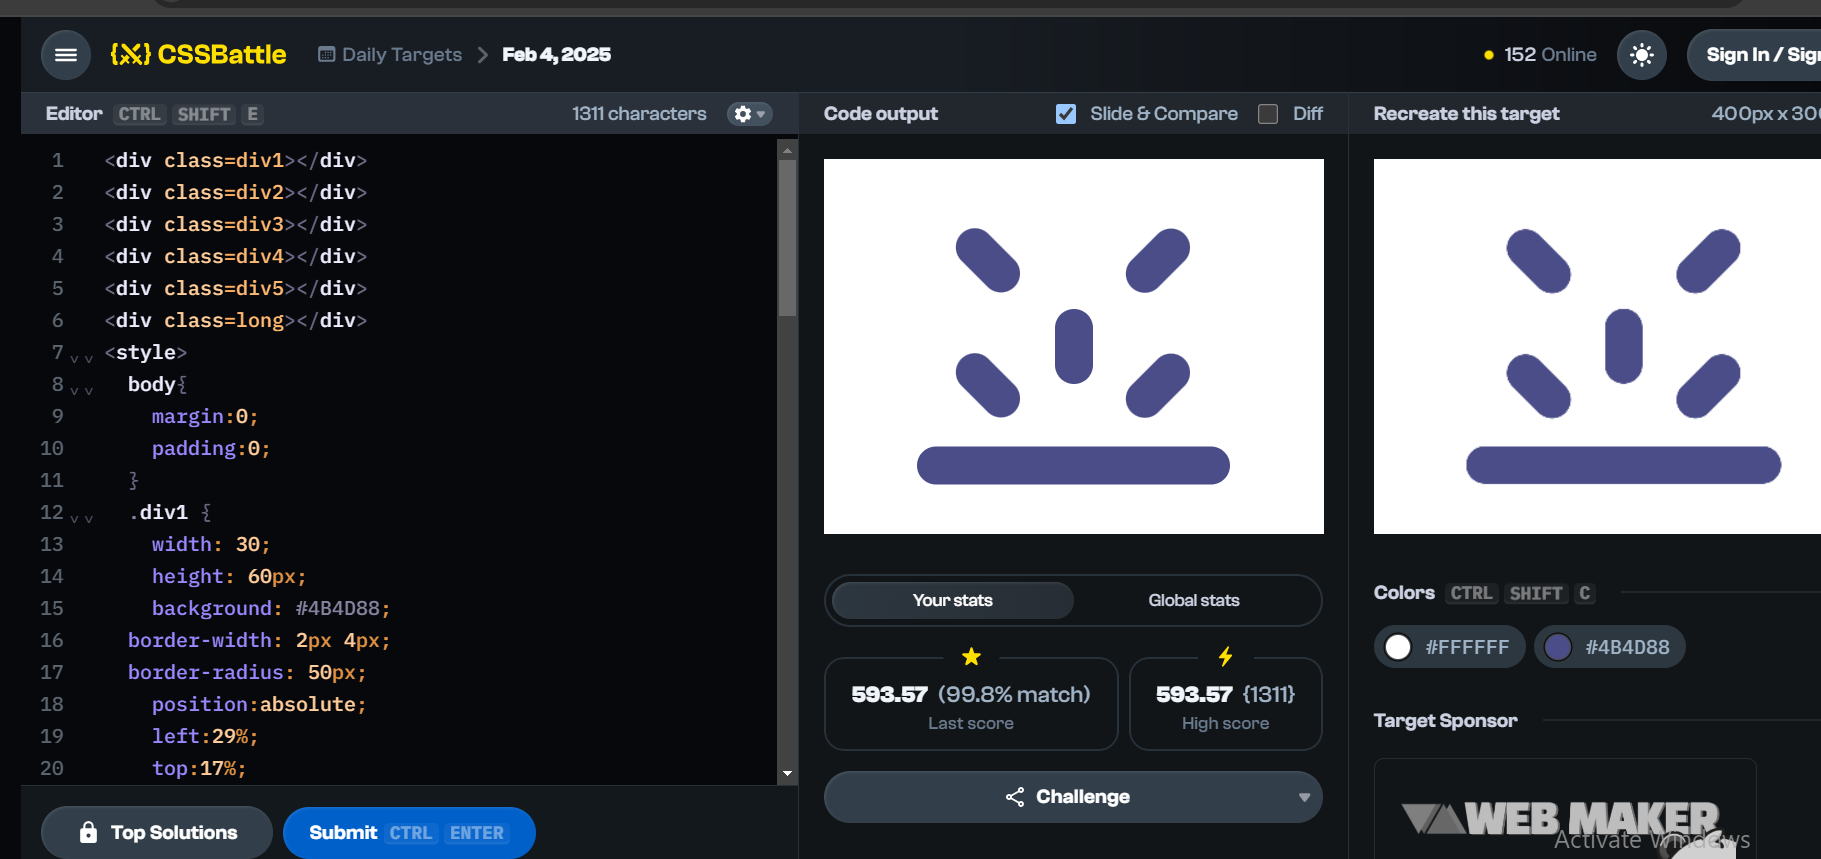 CSSBattle
Daily Targets
Feb 4, 2025
152 Online
Sign In / Sig
Editor CTRL SHIFT E
1311 characters
Code output
Slide & Compare
Diff
Recreate this target
400px x 30
1 <div class=div1></div>
2 <div class=div2></div>
3 <div class=div3></div>
4 <div class=div4></div>
5 <div class=div5></div>
6 <div class=long></div>
7 <style>
8 body{
9 margin:0;
10 padding:0;
11 }
12 .div1 {
13 width: 30;
14 height: 60px;
15 background: #4B4D88;
16 border-width: 2px 4px;
17 border-radius: 50px;
18 position:absolute;
19 left:29%;
20 top:17%;
Top Solutions
Submit CTRL ENTER
Your stats
Global stats
593.57 (99.8% match)
Last score
593.57 {1311}
High score
Challenge
Colors CTRL SHIFT C
#FFFFFF
#4B4D88
Target Sponsor
WEB MAKER
Activate Windows